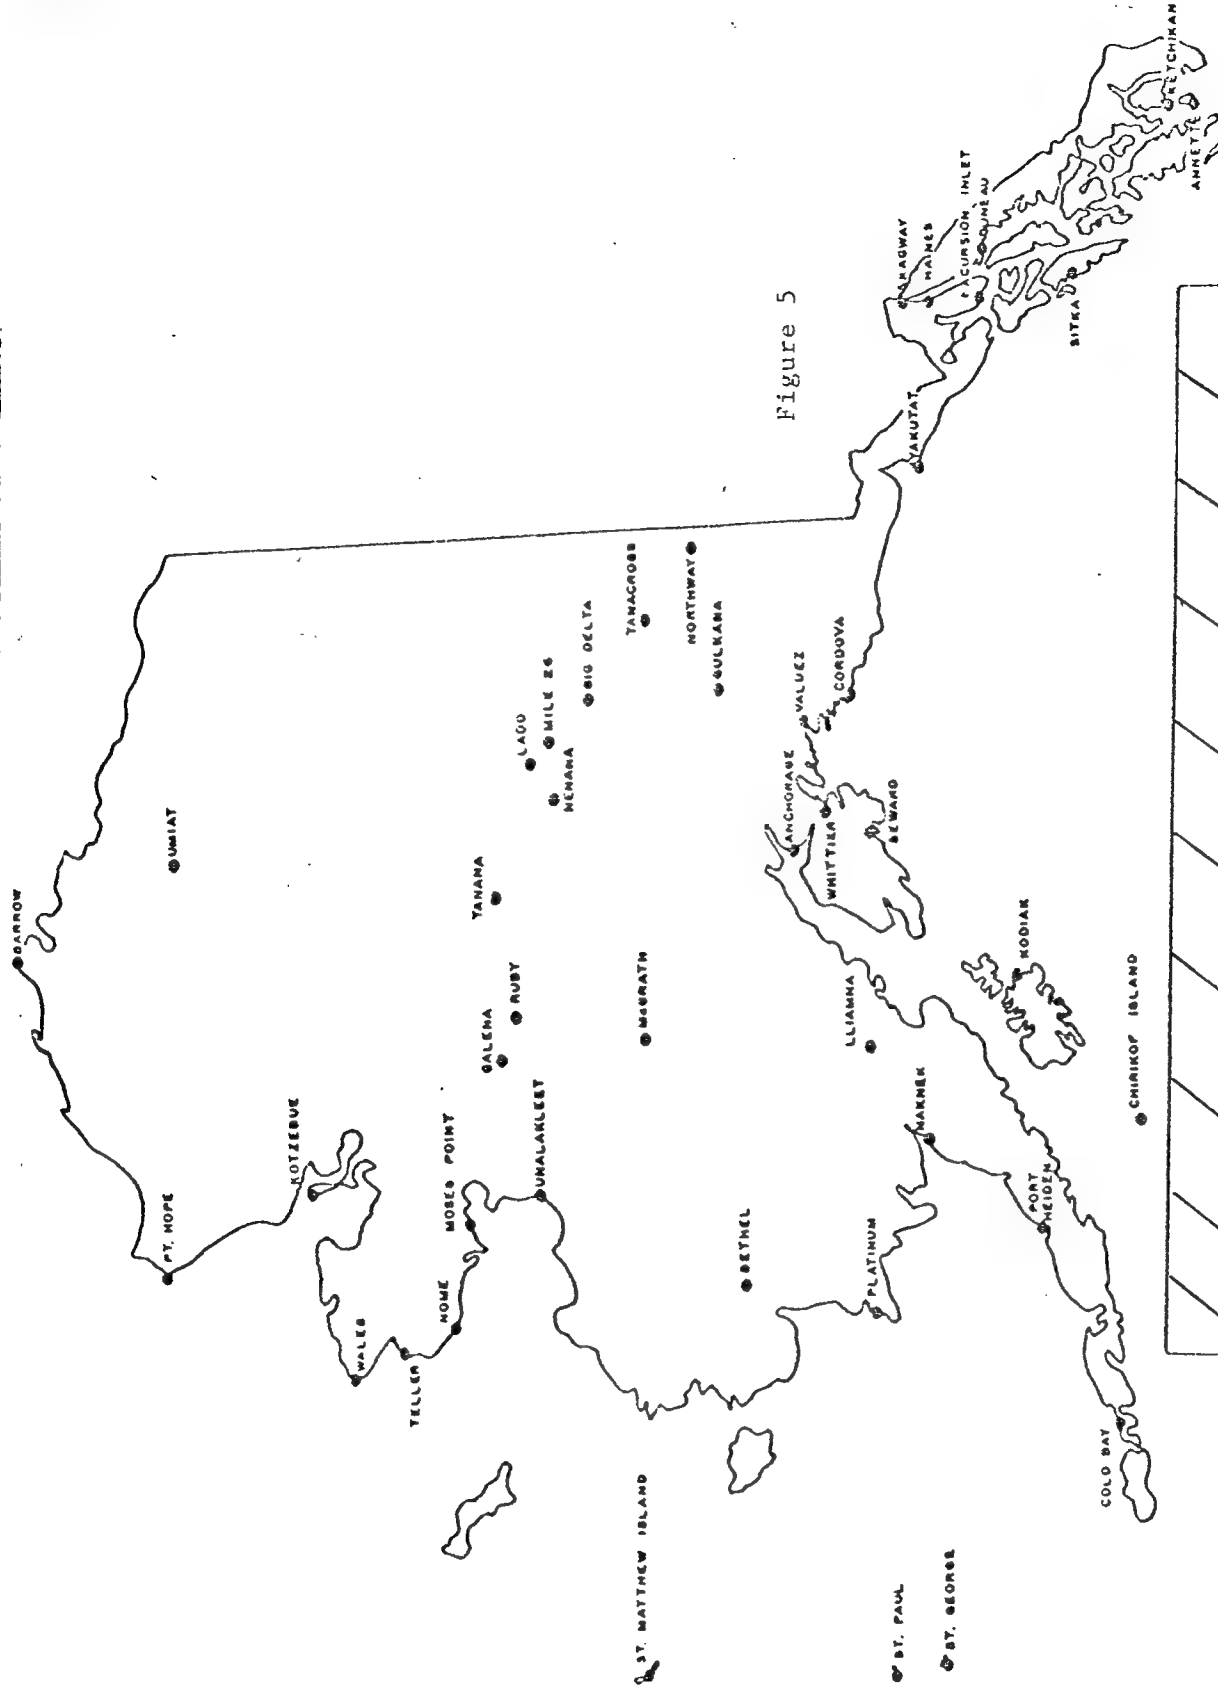 BARROW
UMIAT
PT. HOPE
KOTZEBUE
WALES
TELLER
NOME
MOSES POINT
UNALAKLEET
GALENA
RUBY
TANANA
LADD
MILE 26
NENANA
BIG DELTA
TANACROSS
NORTHWAY
GULKANA
MCGRATH
ST. MATTHEW ISLAND
BETHEL
PLATINUM
LLIAMNA
NAKNEK
ANCHORAGE
WHITTIER
SEWARD
VALDEZ
CORDOVA
YAKUTAT
Figure 5
SKAGWAY
HAINES
EXCURSION INLET
JUNEAU
SITKA
KETCHIKAN
ANNETTE
KODIAK
CHIRIKOF ISLAND
PORT
HEIDEN
COLD BAY
ST. PAUL
ST. GEORGE